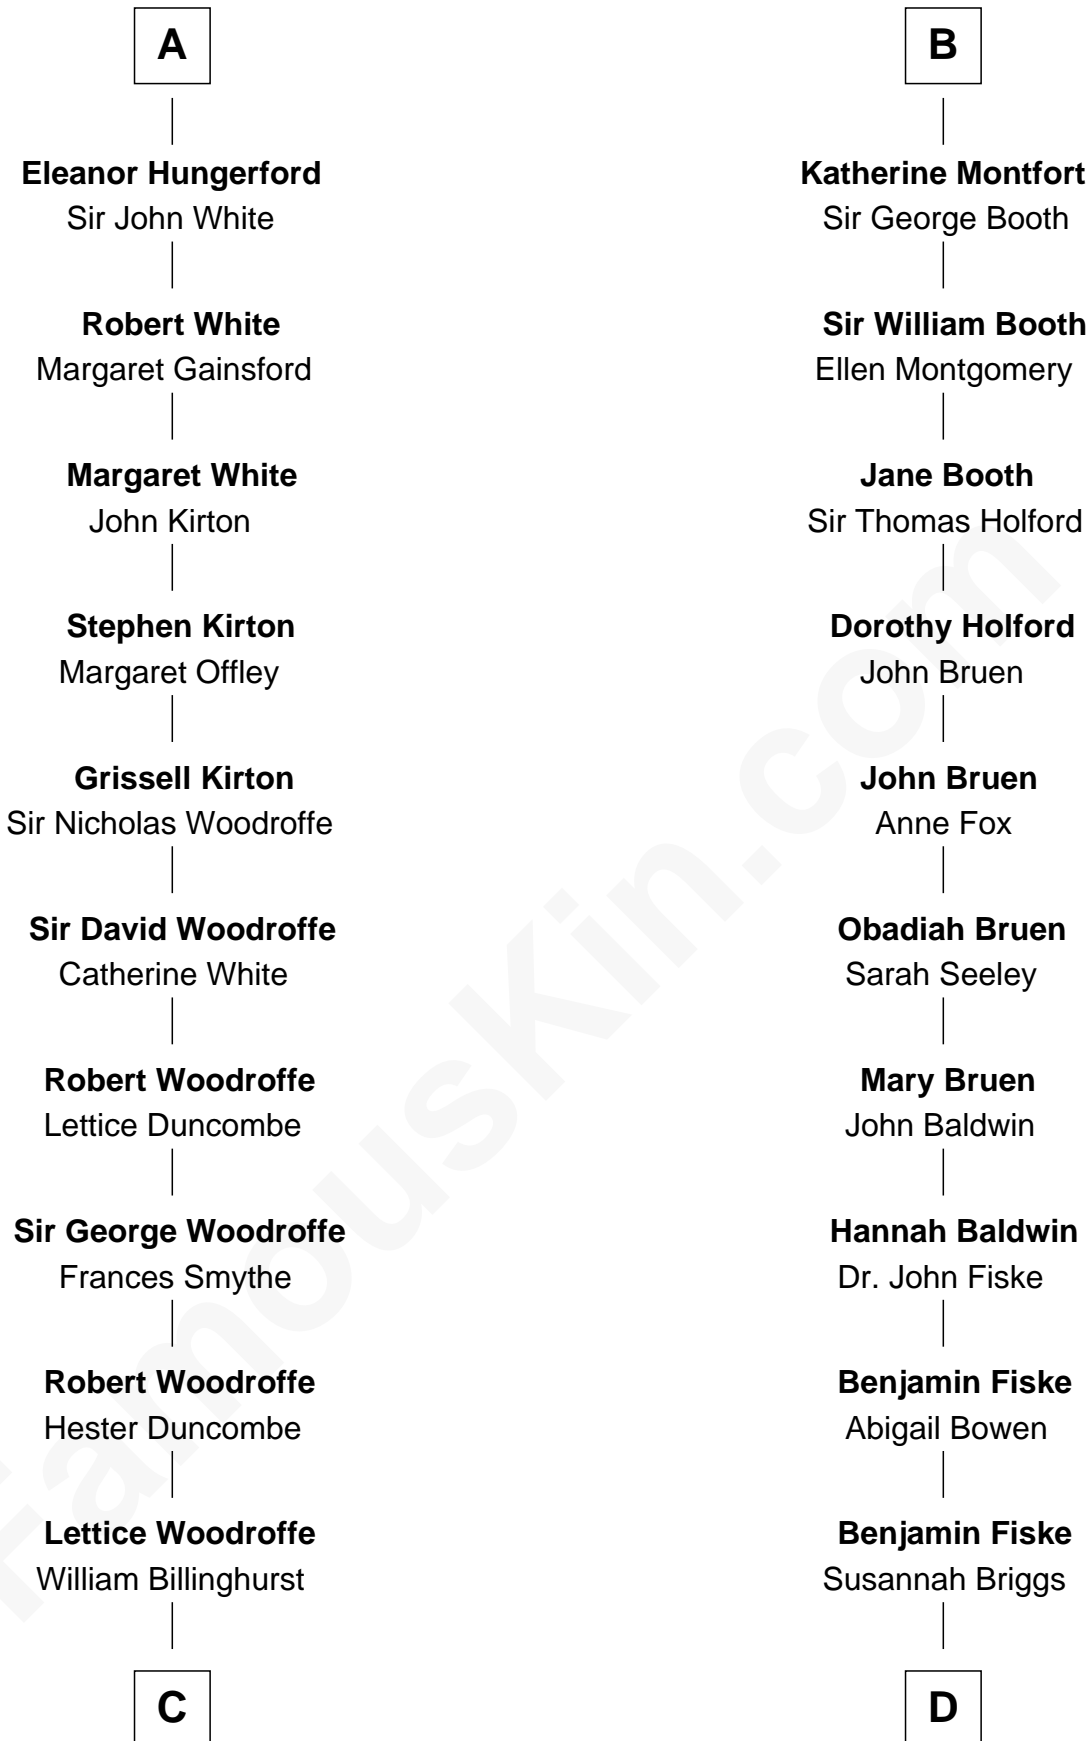 A
Eleanor Hungerford
Sir John White
Robert White
Margaret Gainsford
Margaret White
John Kirton
Stephen Kirton
Margaret Offley
Grissell Kirton
Sir Nicholas Woodroffe
Sir David Woodroffe
Catherine White
Robert Woodroffe
Lettice Duncombe
Sir George Woodroffe
Frances Smythe
Robert Woodroffe
Hester Duncombe
Lettice Woodroffe
William Billinghurst
C
B
Katherine Montfort
Sir George Booth
Sir William Booth
Ellen Montgomery
Jane Booth
Sir Thomas Holford
Dorothy Holford
John Bruen
John Bruen
Anne Fox
Obadiah Bruen
Sarah Seeley
Mary Bruen
John Baldwin
Hannah Baldwin
Dr. John Fiske
Benjamin Fiske
Abigail Bowen
Benjamin Fiske
Susannah Briggs
D
FamousKin.com